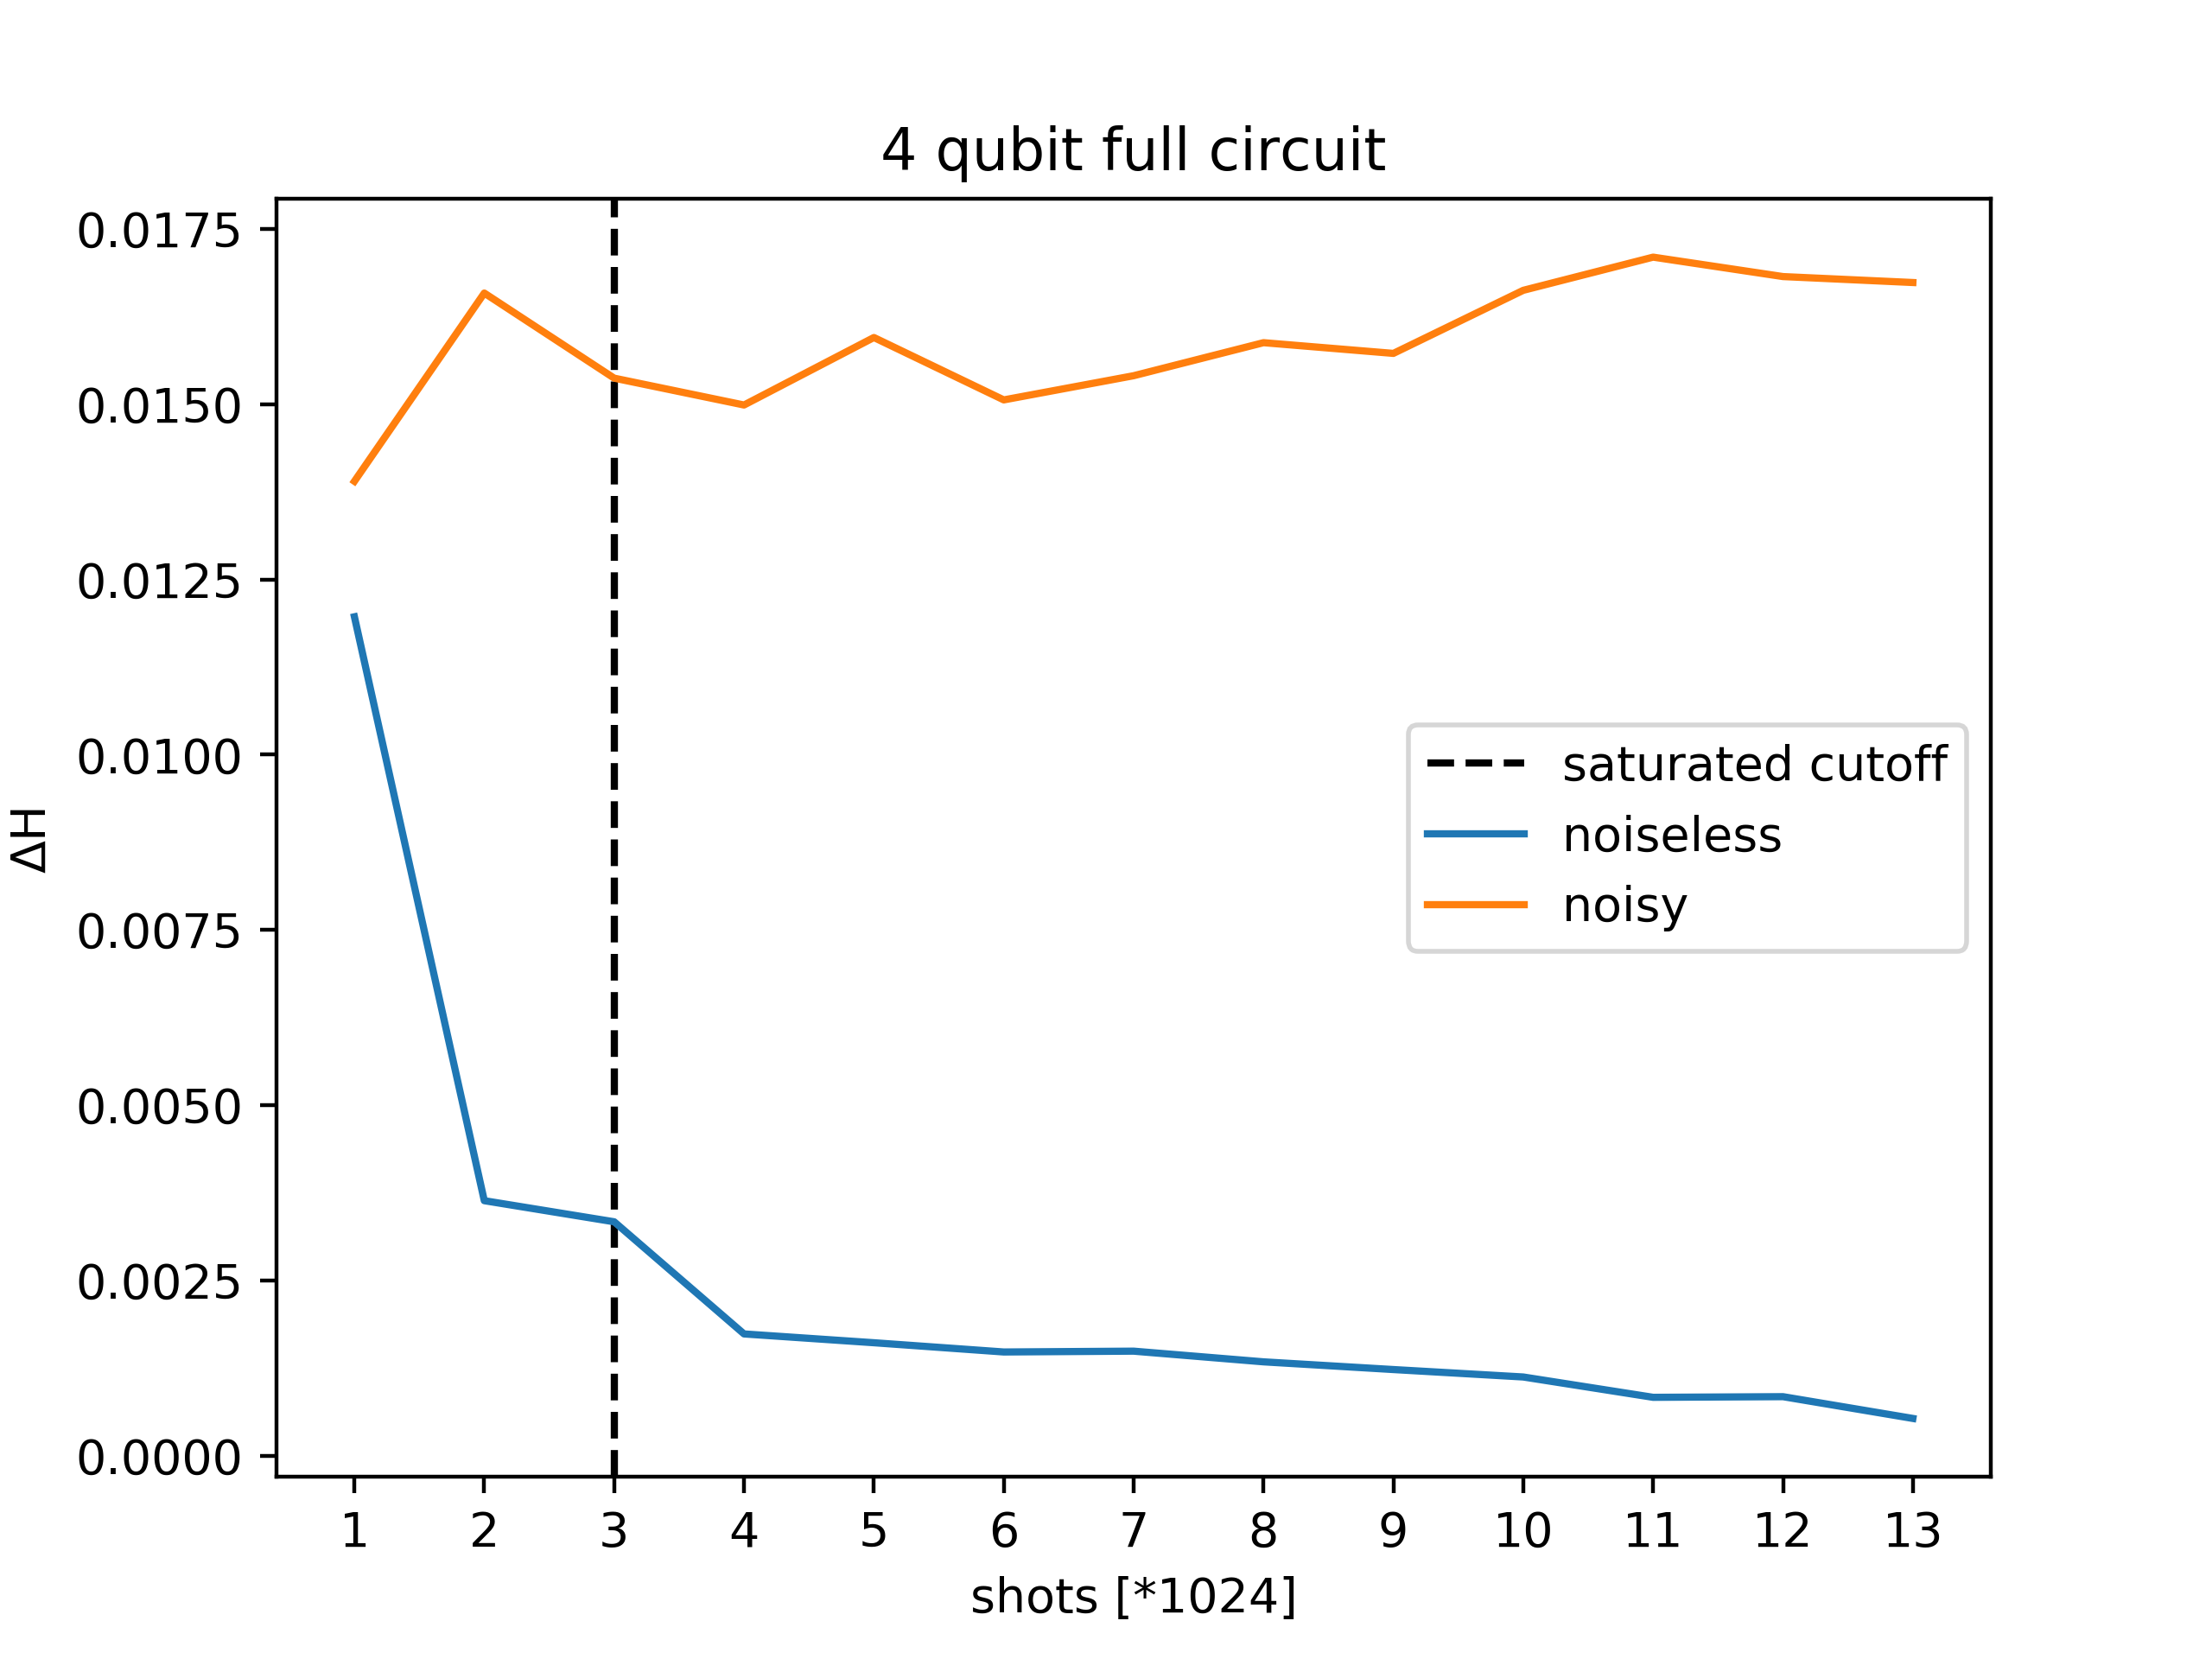 4 qubit full circuit
0.0175
0.0150
0.0125
0.0100
0.0075
0.0050
0.0025
0.0000
ΔH
saturated cutoff
noiseless
noisy
1 2 3 4 5 6 7 8 9 10 11 12 13
shots [*1024]